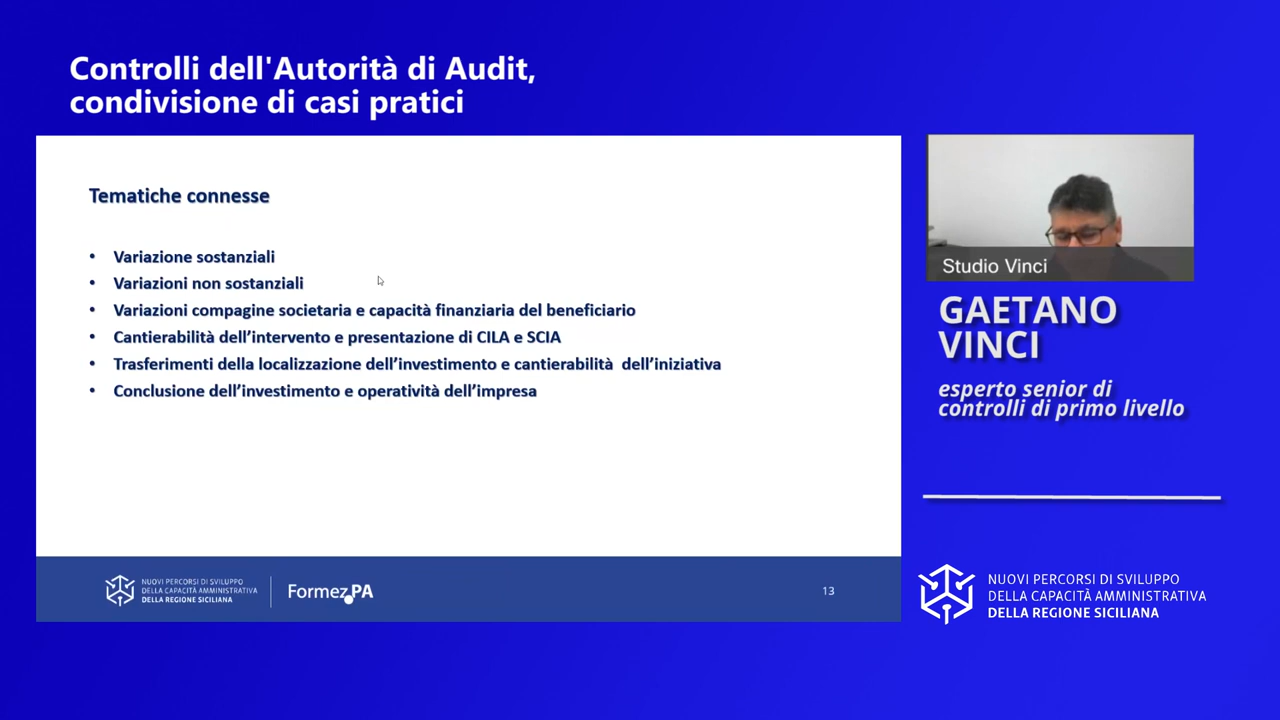 Controlli dell'Autorità di Audit,
condivisione di casi pratici
Tematiche connesse
• Variazione sostanziali
• Variazioni non sostanziali
• Variazioni compagine societaria e capacità finanziaria del beneficiario
• Cantierabilità dell’intervento e presentazione di CILA e SCIA
• Trasferimenti della localizzazione dell’investimento e cantierabilità dell’iniziativa
• Conclusione dell’investimento e operatività dell’impresa
NUOVI PERCORSI DI SVILUPPO
DELLA CAPACITÀ AMMINISTRATIVA
DELLA REGIONE SICILIANA
FormezPA
13
Studio Vinci
GAETANO
VINCI
esperto senior di
controlli di primo livello
NUOVI PERCORSI DI SVILUPPO
DELLA CAPACITÀ AMMINISTRATIVA
DELLA REGIONE SICILIANA